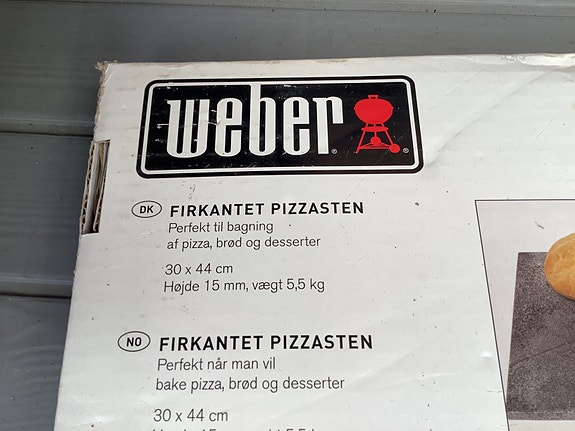 weber
DK FIRKANTET PIZZASTEN
Perfekt til bagning
af pizza, brød og desserter
30 x 44 cm
Højde 15 mm, vægt 5,5 kg
NO FIRKANTET PIZZASTEN
Perfekt når man vil
bake pizza, brød og desserter
30 x 44 cm